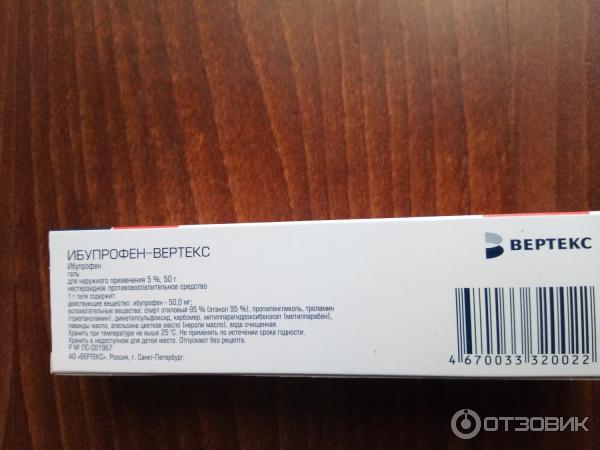 ИБУПРОФЕН-ВЕРТЕКС
Ибупрофен
гель
для наружного применения 5 %, 50 г
нестероидное противовоспалительное средство
1 г геля содержит:
действующее вещество: ибупрофен - 50,0 мг;
вспомогательные вещества: спирт этиловый 95 % (этанол 95 %), пропиленгликоль, троламин
(триэтаноламин), диметилсульфоксид, карбомер, метилпарагидроксибензоат (метилпарабен),
лаванды масло, апельсина цветков масло (нероли масло), вода очищенная.
Хранить при температуре не выше 25 °С. Не применять по истечении срока годности.
Хранить в недоступном для детей месте. Отпускают без рецепта.
Р № ЛС-001967
АО «ВЕРТЕКС», Россия, г. Санкт-Петербург.
ВЕРТЕКС
4 670033 320022
ОТЗОВИК